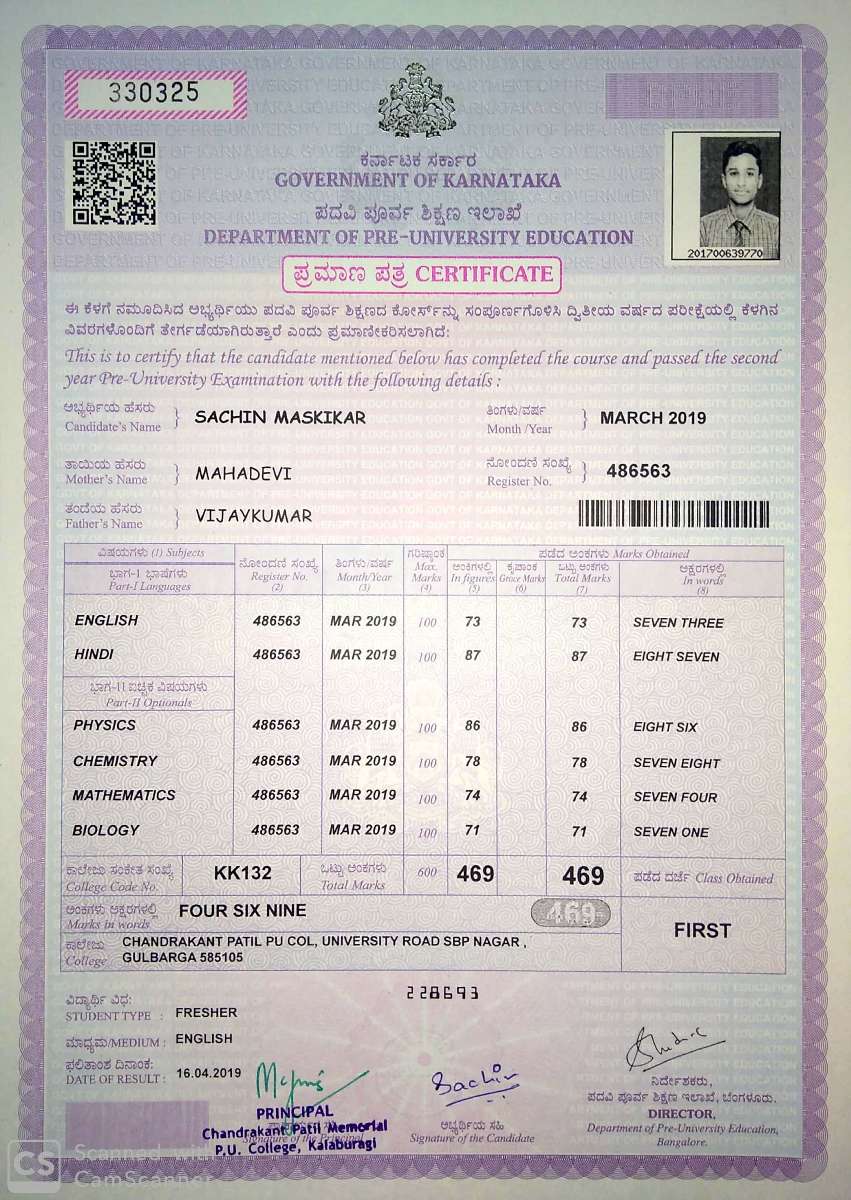 330325
ಕರ್ನಾಟಕ ಸರ್ಕಾರ
GOVERNMENT OF KARNATAKA
ಪದವಿ ಪೂರ್ವ ಶಿಕ್ಷಣ ಇಲಾಖೆ
DEPARTMENT OF PRE-UNIVERSITY EDUCATION
201700639770
ಪ್ರಮಾಣ ಪತ್ರ CERTIFICATE
ಈ ಕೆಳಗೆ ನಮೂದಿಸಿದ ಅಭ್ಯರ್ಥಿಯು ಪದವಿ ಪೂರ್ವ ಶಿಕ್ಷಣದ ಕೋರ್ಸ್‌ನ್ನು ಸಂಪೂರ್ಣಗೊಳಿಸಿ ದ್ವಿತೀಯ ವರ್ಷದ ಪರೀಕ್ಷೆಯಲ್ಲಿ ಕೆಳಗಿನ
ವಿವರಗಳೊಂದಿಗೆ ತೇರ್ಗಡೆಯಾಗಿರುತ್ತಾರೆ ಎಂದು ಪ್ರಮಾಣೀಕರಿಸಲಾಗಿದೆ:
This is to certify that the candidate mentioned below has completed the course and passed the second
year Pre-University Examination with the following details :
ಅಭ್ಯರ್ಥಿಯ ಹೆಸರು
Candidate's Name } SACHIN MASKIKAR
ತಿಂಗಳು/ವರ್ಷ
Month /Year } MARCH 2019
ತಾಯಿಯ ಹೆಸರು
Mother's Name } MAHADEVI
ನೋಂದಣಿ ಸಂಖ್ಯೆ
Register No. } 486563
ತಂದೆಯ ಹೆಸರು
Father's Name } VIJAYKUMAR
ವಿಷಯಗಳು (1) Subjects
ಭಾಗ-I ಭಾಷೆಗಳು
Part-I Languages
ನೋಂದಣಿ ಸಂಖ್ಯೆ
Register No.
(2)
ತಿಂಗಳು/ವರ್ಷ
Month/Year
(3)
ಗರಿಷ್ಠಾಂಕ
Max.
Marks
(4)
ಪಡೆದ ಅಂಕಗಳು Marks Obtained
ಅಂಕಿಗಳಲ್ಲಿ
In figures
(5)
ಕೃಪಾಂಕ
Grace Marks
(6)
ಒಟ್ಟು ಅಂಕಗಳು
Total Marks
(7)
ಅಕ್ಷರಗಳಲ್ಲಿ
In words
(8)
ENGLISH 486563 MAR 2019 100 73 73 SEVEN THREE
HINDI 486563 MAR 2019 100 87 87 EIGHT SEVEN
ಭಾಗ-II ಐಚ್ಛಿಕ ವಿಷಯಗಳು
Part-II Optionals
PHYSICS 486563 MAR 2019 100 86 86 EIGHT SIX
CHEMISTRY 486563 MAR 2019 100 78 78 SEVEN EIGHT
MATHEMATICS 486563 MAR 2019 100 74 74 SEVEN FOUR
BIOLOGY 486563 MAR 2019 100 71 71 SEVEN ONE
ಕಾಲೇಜು ಸಂಕೇತ ಸಂಖ್ಯೆ
College Code No. KK132
ಒಟ್ಟು ಅಂಕಗಳು
Total Marks 600 469 469
ಪಡೆದ ದರ್ಜೆ Class Obtained
ಅಂಕಗಳು ಅಕ್ಷರಗಳಲ್ಲಿ
Marks in words FOUR SIX NINE
469
FIRST
ಕಾಲೇಜು
College
CHANDRAKANT PATIL PU COL, UNIVERSITY ROAD SBP NAGAR ,
GULBARGA 585105
228693
ವಿದ್ಯಾರ್ಥಿ ವಿಧ:
STUDENT TYPE : FRESHER
ಮಾಧ್ಯಮ/MEDIUM : ENGLISH
ಫಲಿತಾಂಶ ದಿನಾಂಕ:
DATE OF RESULT : 16.04.2019
Sachin
PRINCIPAL
Chandrakant Patil Memorial
P.U. College, Kalaburagi
Signature of the Principal
ಅಭ್ಯರ್ಥಿಯ ಸಹಿ
Signature of the Candidate
ನಿರ್ದೇಶಕರು,
ಪದವಿ ಪೂರ್ವ ಶಿಕ್ಷಣ ಇಲಾಖೆ, ಬೆಂಗಳೂರು.
DIRECTOR,
Department of Pre-University Education,
Bangalore.
CS Scanned with
CamScanner